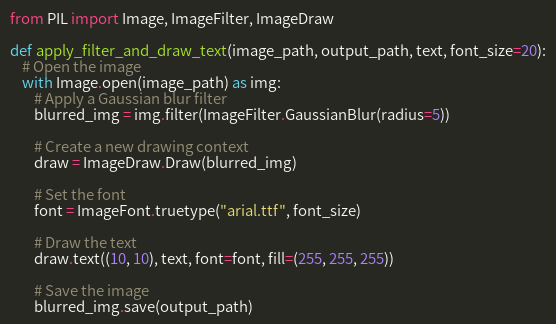 from PIL import Image, ImageFilter, ImageDraw

def apply_filter_and_draw_text(image_path, output_path, text, font_size=20):
    # Open the image
    with Image.open(image_path) as img:
        # Apply a Gaussian blur filter
        blurred_img = img.filter(ImageFilter.GaussianBlur(radius=5))

        # Create a new drawing context
        draw = ImageDraw.Draw(blurred_img)

        # Set the font
        font = ImageFont.truetype("arial.ttf", font_size)

        # Draw the text
        draw.text((10, 10), text, font=font, fill=(255, 255, 255))

        # Save the image
        blurred_img.save(output_path)